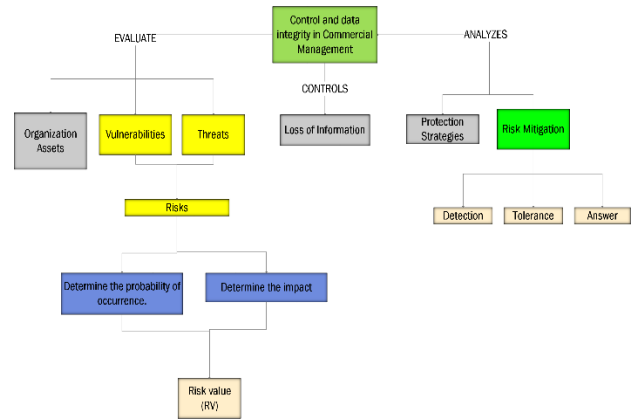 Control and data
integrity in Commercial
Management
EVALUATE
ANALYZES
CONTROLS
Organization
Assets
Vulnerabilities
Threats
Loss of Information
Protection
Strategies
Risk Mitigation
Risks
Detection
Tolerance
Answer
Determine the probability of
occurrence.
Determine the impact
Risk value
(RV)